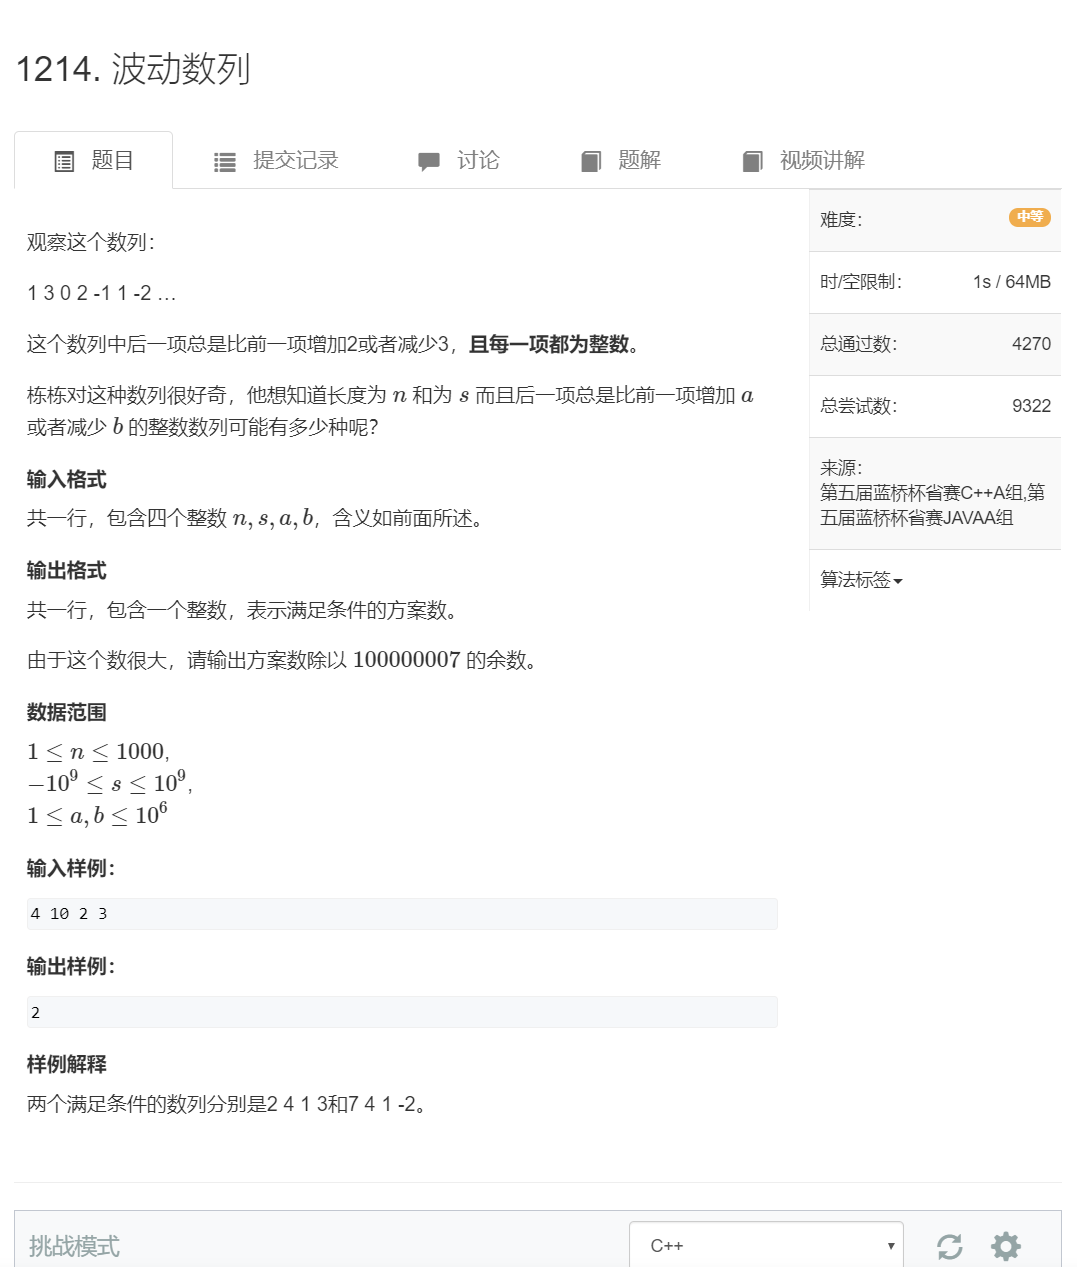 1214. 波动数列
题目
提交记录
讨论
题解
视频讲解
观察这个数列：
1 3 0 2 -1 1 -2 …
这个数列中后一项总是比前一项增加2或者减少3，且每一项都为整数。
栋栋对这种数列很好奇，他想知道长度为 n 和为 s 而且后一项总是比前一项增加 a
或者减少 b 的整数数列可能有多少种呢？
输入格式
共一行，包含四个整数 n, s, a, b，含义如前面所述。
输出格式
共一行，包含一个整数，表示满足条件的方案数。
由于这个数很大，请输出方案数除以 100000007 的余数。
数据范围
1 ≤ n ≤ 1000,
−10⁹ ≤ s ≤ 10⁹,
1 ≤ a, b ≤ 10⁶
输入样例：
4 10 2 3
输出样例：
2
样例解释
两个满足条件的数列分别是2 4 1 3和7 4 1 -2。
难度：
中等
时/空限制：
1s / 64MB
总通过数：
4270
总尝试数：
9322
来源：
第五届蓝桥杯省赛C++A组,第
五届蓝桥杯省赛JAVAA组
算法标签
挑战模式
C++